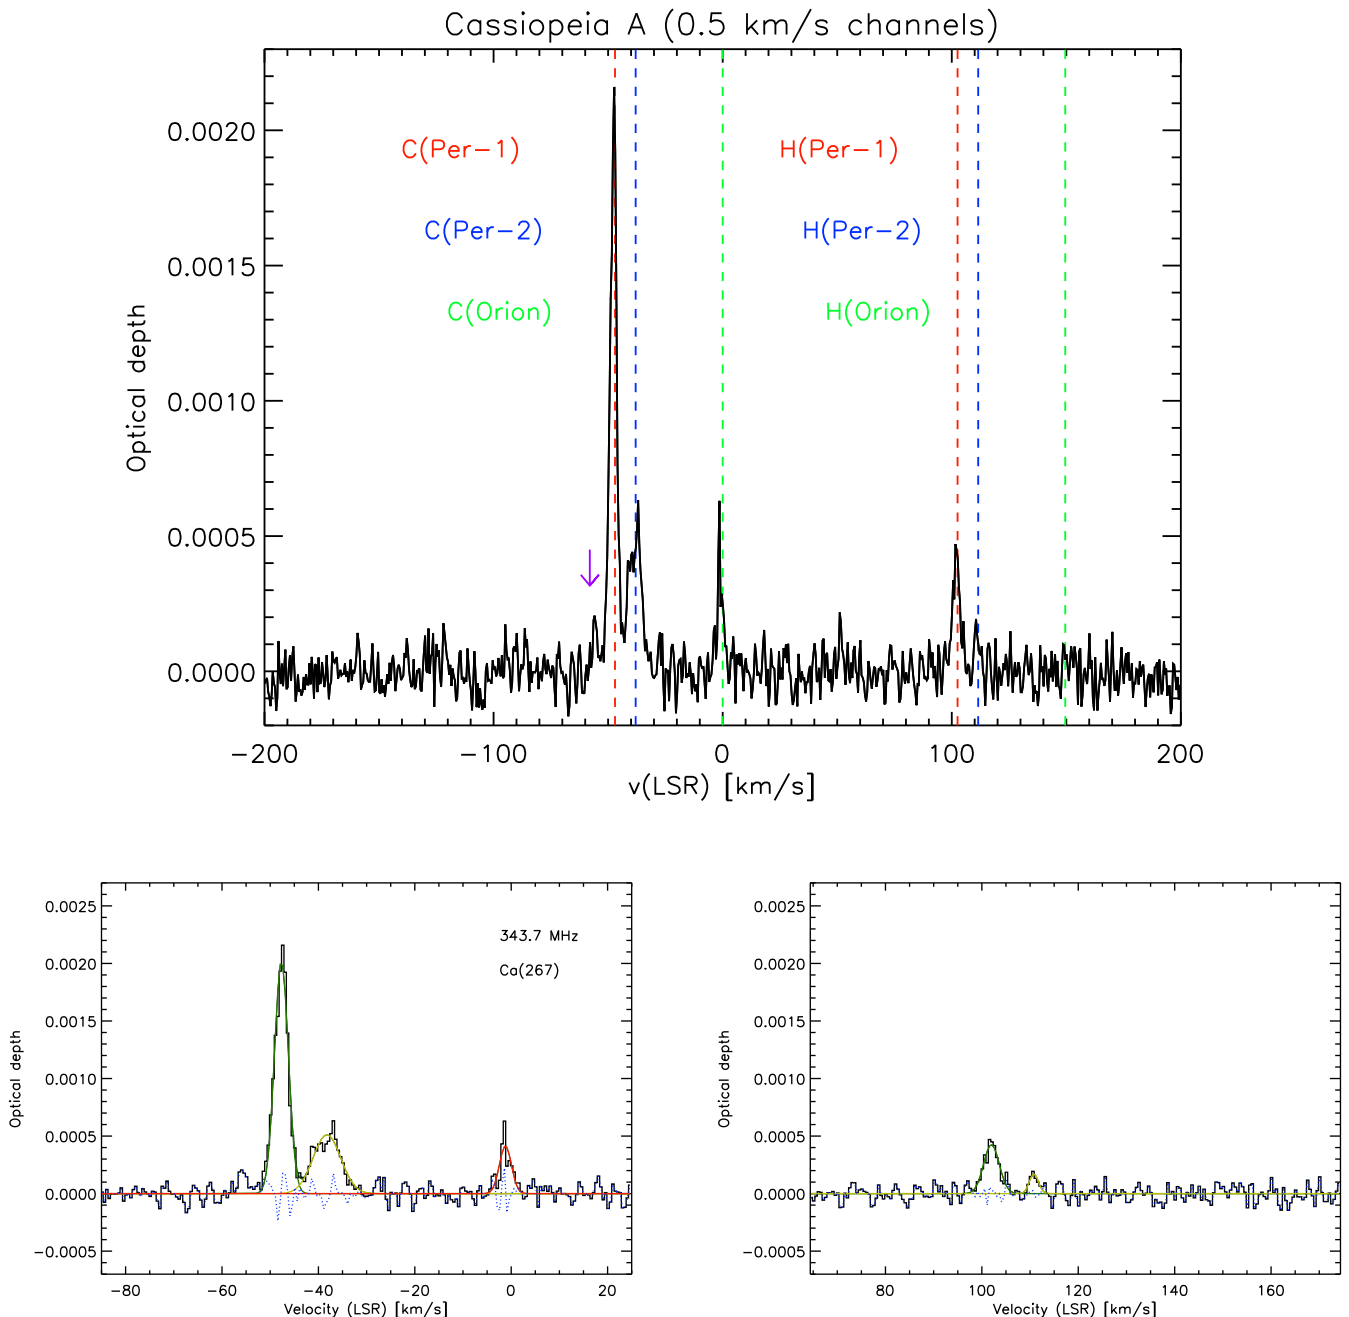 Cassiopeia A (0.5 km/s channels)
C(Per−1)
H(Per−1)
C(Per−2)
H(Per−2)
C(Orion)
H(Orion)
Optical depth
0.0020
0.0015
0.0010
0.0005
0.0000
−200
−100
0
100
200
v(LSR) [km/s]
343.7 MHz
Ca(267)
Optical depth
0.0025
0.0020
0.0015
0.0010
0.0005
0.0000
−0.0005
−80
−60
−40
−20
0
20
Velocity (LSR) [km/s]
Optical depth
0.0025
0.0020
0.0015
0.0010
0.0005
0.0000
−0.0005
80
100
120
140
160
Velocity (LSR) [km/s]